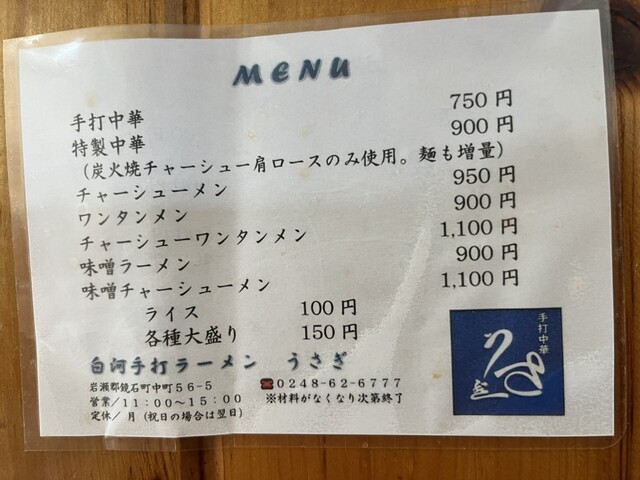 MENU
手打中華 750円
特製中華 900円
(炭火焼チャーシュー肩ロースのみ使用。麺も増量)
チャーシューメン 950円
ワンタンメン 900円
チャーシューワンタンメン 1,100円
味噌ラーメン 900円
味噌チャーシューメン 1,100円
ライス 100円
各種大盛り 150円
白河手打ラーメン うさぎ
岩瀬郡鏡石町中町56-5 ☎0248-62-6777
営業/11:00~15:00 ※材料がなくなり次第終了
定休/月(祝日の場合は翌日)
手打中華